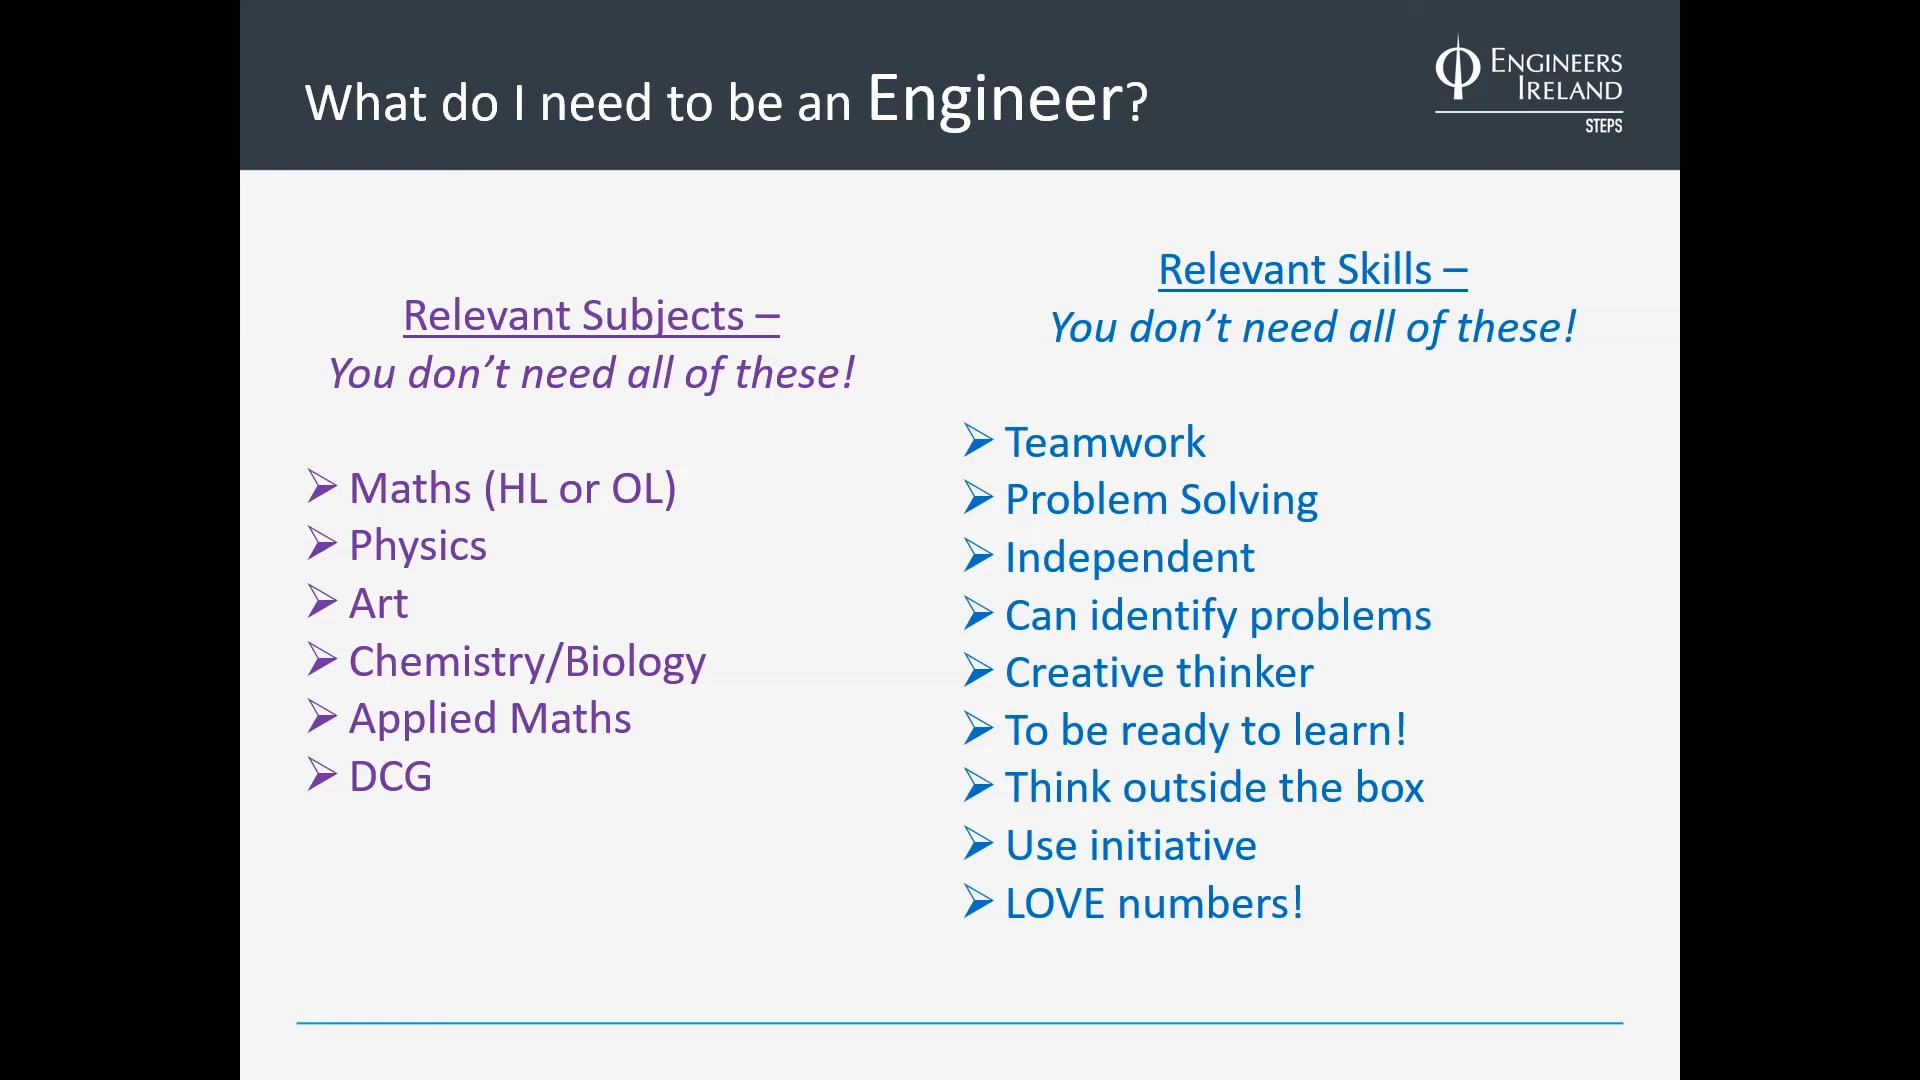 What do I need to be an Engineer?
ENGINEERS
IRELAND
STEPS
Relevant Subjects –
You don’t need all of these!
➢ Maths (HL or OL)
➢ Physics
➢ Art
➢ Chemistry/Biology
➢ Applied Maths
➢ DCG
Relevant Skills –
You don’t need all of these!
➢ Teamwork
➢ Problem Solving
➢ Independent
➢ Can identify problems
➢ Creative thinker
➢ To be ready to learn!
➢ Think outside the box
➢ Use initiative
➢ LOVE numbers!